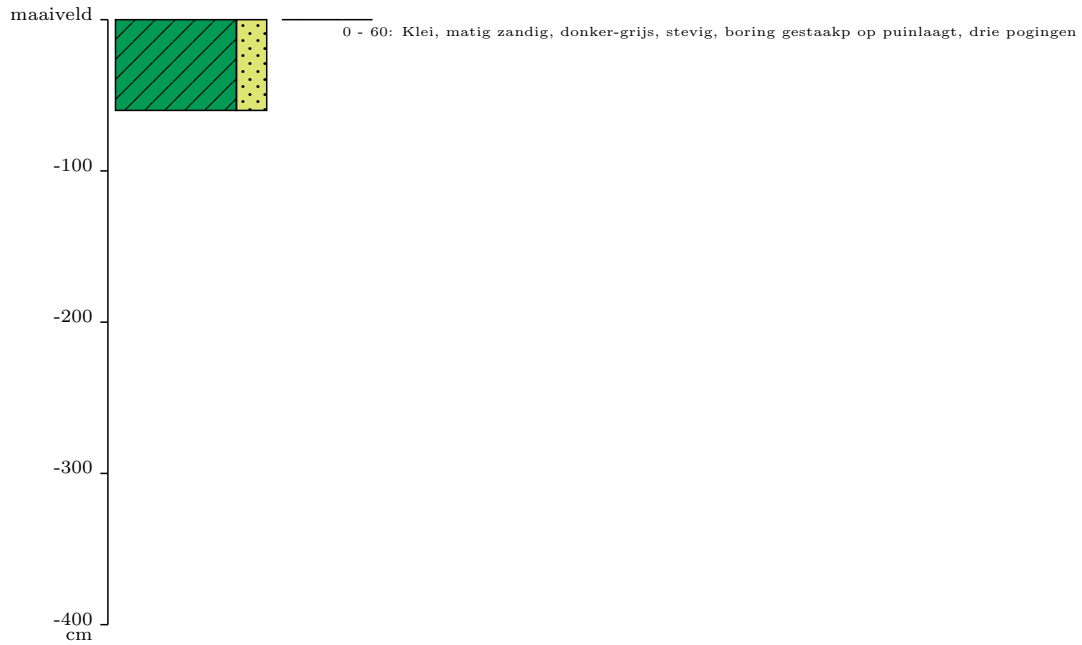 maaiveld
0 - 60: Klei, matig zandig, donker-grijs, stevig, boring gestaakp op puinlaagt, drie pogingen
-100
-200
-300
-400
cm